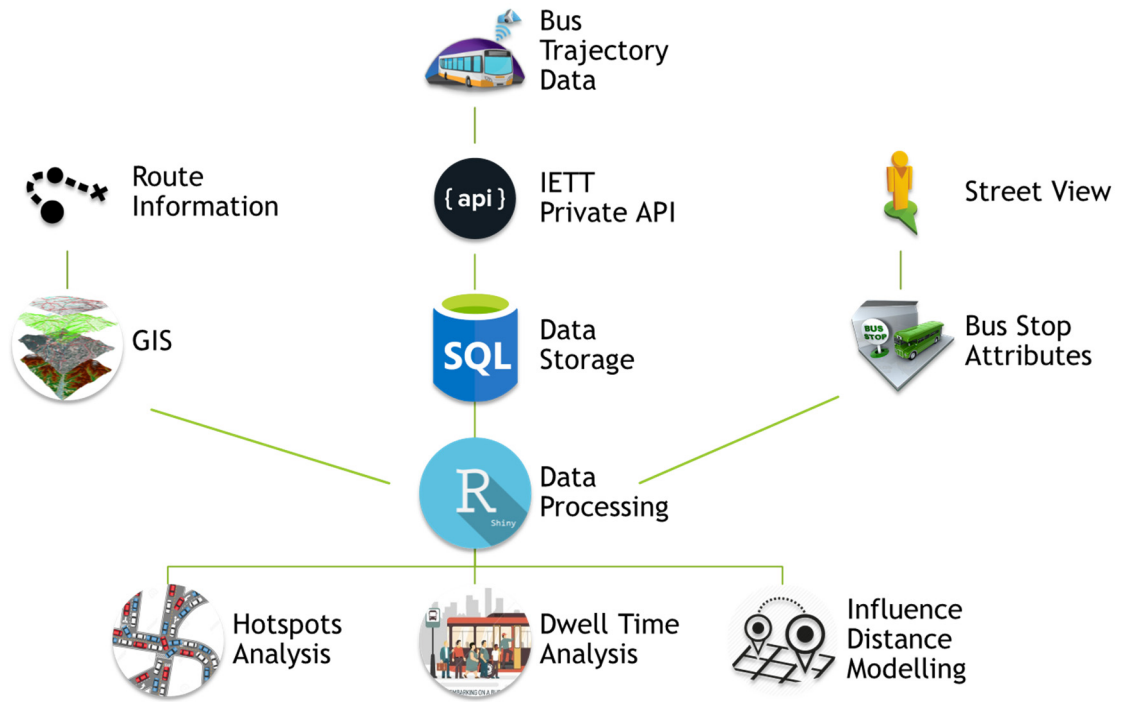 Bus
Trajectory
Data
Route
Information
{ api }
IETT
Private API
Street View
GIS
SQL
Data
Storage
BUS
STOP
Bus Stop
Attributes
R
Shiny
Data
Processing
Hotspots
Analysis
Dwell Time
Analysis
Influence
Distance
Modelling